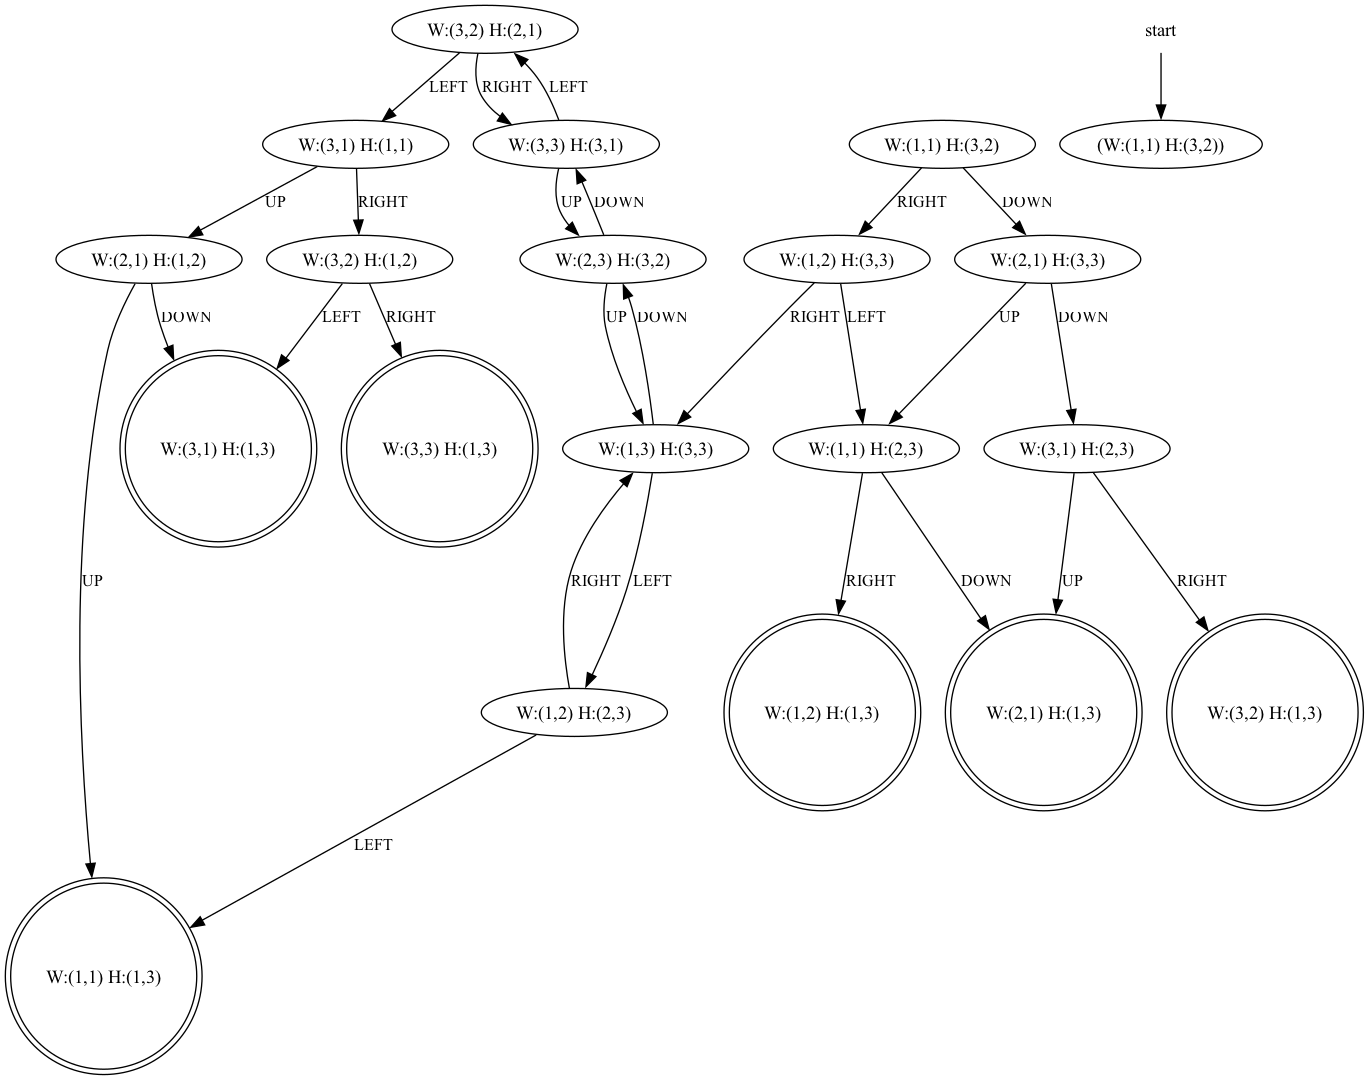 W:(3,2) H:(2,1)
start
LEFT
RIGHT
LEFT
W:(3,1) H:(1,1)
W:(3,3) H:(3,1)
W:(1,1) H:(3,2)
(W:(1,1) H:(3,2))
UP
RIGHT
UP
DOWN
RIGHT
DOWN
W:(2,1) H:(1,2)
W:(3,2) H:(1,2)
W:(2,3) H:(3,2)
W:(1,2) H:(3,3)
W:(2,1) H:(3,3)
DOWN
LEFT
RIGHT
UP
DOWN
RIGHT
LEFT
UP
DOWN
W:(3,1) H:(1,3)
W:(3,3) H:(1,3)
W:(1,3) H:(3,3)
W:(1,1) H:(2,3)
W:(3,1) H:(2,3)
UP
RIGHT
LEFT
RIGHT
DOWN
UP
RIGHT
W:(1,2) H:(2,3)
W:(1,2) H:(1,3)
W:(2,1) H:(1,3)
W:(3,2) H:(1,3)
LEFT
W:(1,1) H:(1,3)